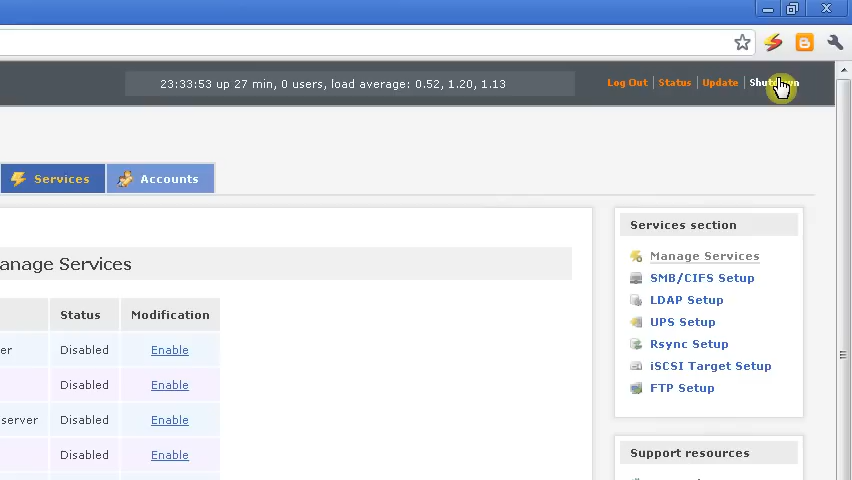 23:33:53 up 27 min, 0 users, load average: 0.52, 1.20, 1.13
Log Out | Status | Update |
Services
Accounts
Services section
anage Services
Manage Services
SMB/CIFS Setup
LDAP Setup
UPS Setup
Rsync Setup
iSCSI Target Setup
FTP Setup
Status
Modification
er
Disabled
Enable
Disabled
Enable
server
Disabled
Enable
Disabled
Enable
Support resources